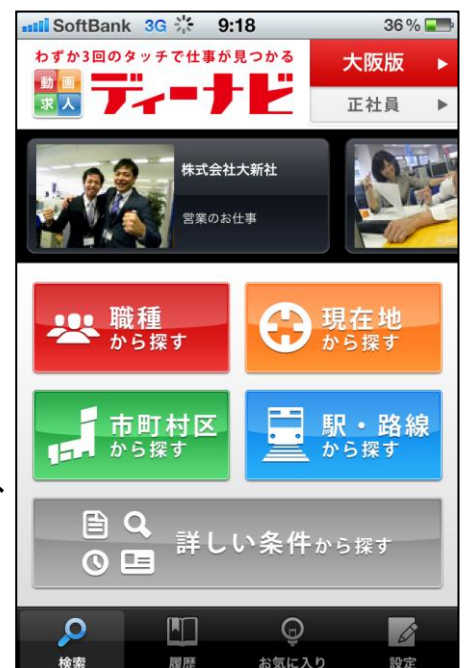 SoftBank 3G 9:18 36%
わずか3回のタッチで仕事が見つかる
動画
求人
ディーナビ
大阪版
正社員
株式会社大新社
営業のお仕事
職種
から探す
現在地
から探す
市町村区
から探す
駅・路線
から探す
詳しい条件から探す
検索 履歴 お気に入り 設定